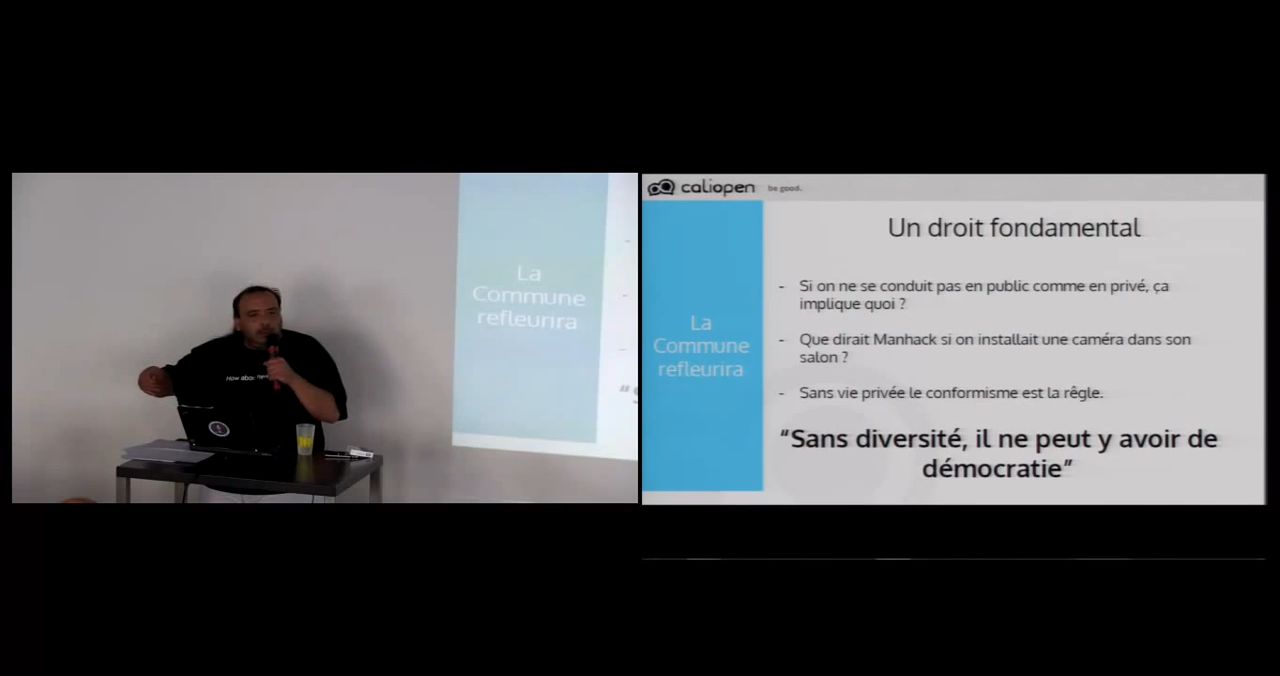 La
Commune
refleurira
How about
caliopen be good.
Un droit fondamental
La
Commune
refleurira
- Si on ne se conduit pas en public comme en privé, ça
implique quoi ?
- Que dirait Manhack si on installait une caméra dans son
salon ?
- Sans vie privée le conformisme est la rêgle.
“Sans diversité, il ne peut y avoir de
démocratie”